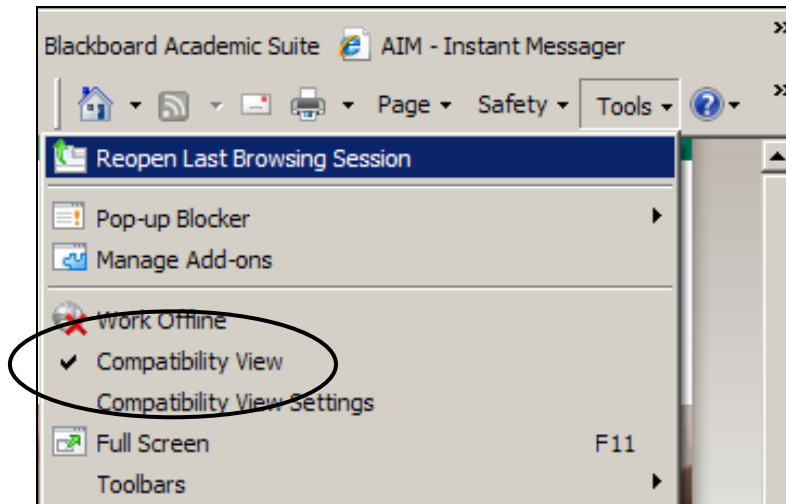 Blackboard Academic Suite AIM - Instant Messager
Page Safety Tools
Reopen Last Browsing Session
Pop-up Blocker
Manage Add-ons
Work Offline
Compatibility View
Compatibility View Settings
Full Screen F11
Toolbars